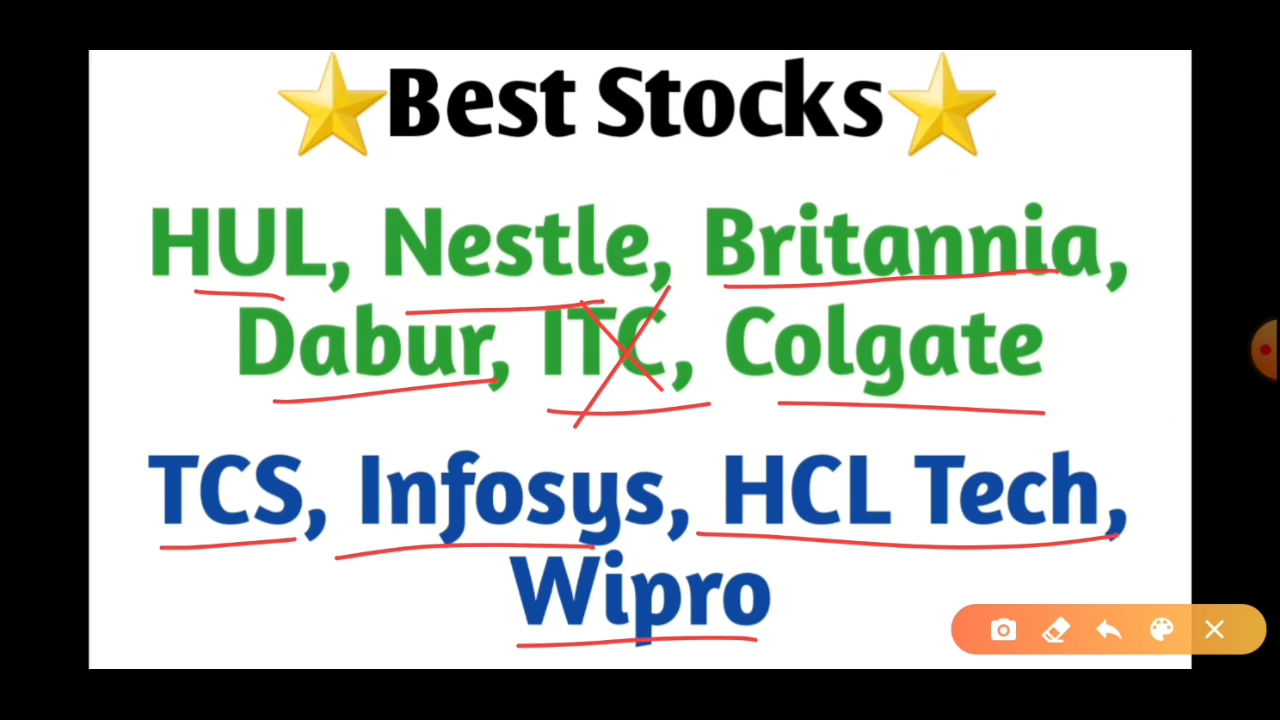 Best Stocks
HUL, Nestle, Britannia,
Dabur, ITC, Colgate
TCS, Infosys, HCL Tech,
Wipro